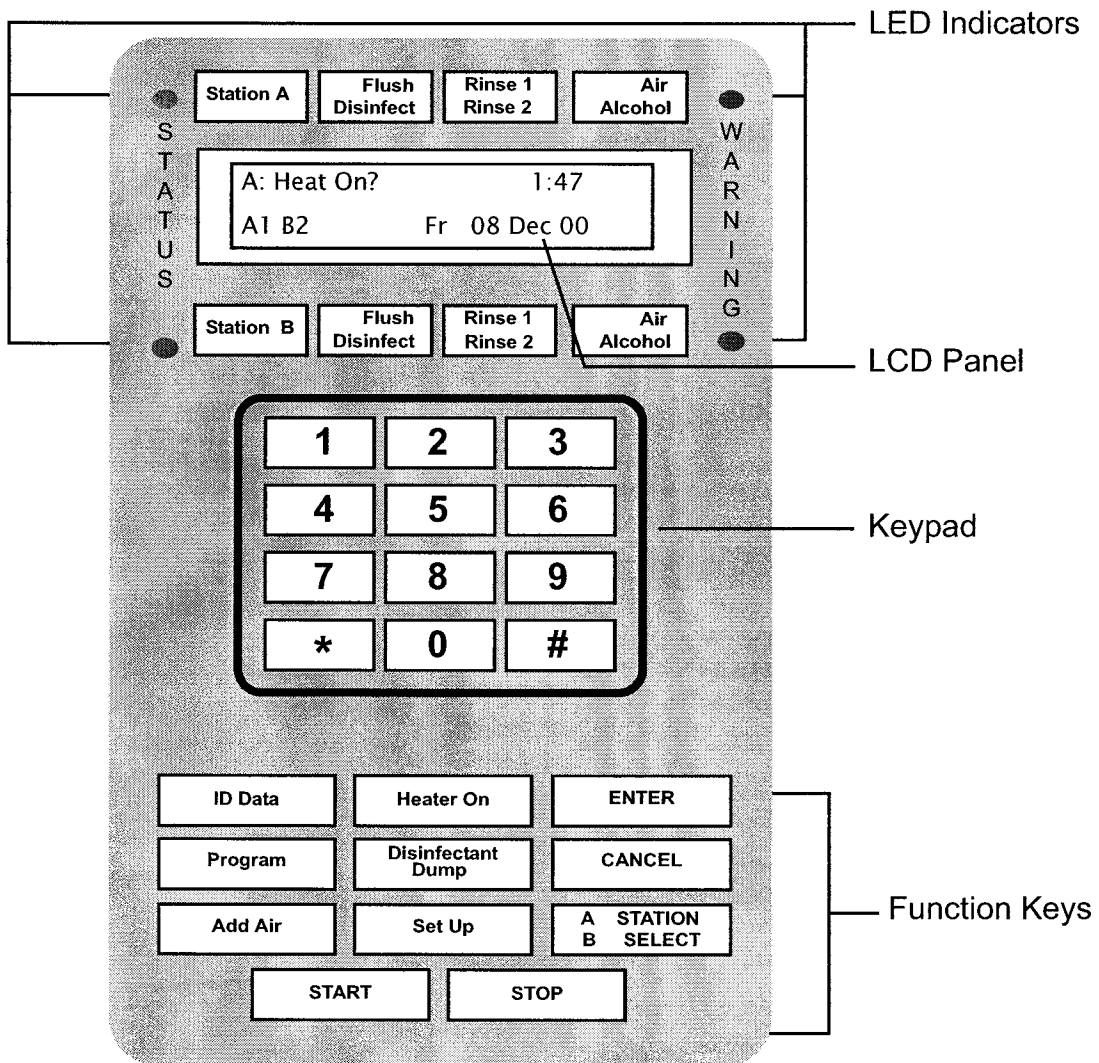 LED Indicators
Station A
Flush
Disinfect
Rinse 1
Rinse 2
Air
Alcohol
STATUS
WARNING
A: Heat On? 1:47
A1 B2 Fr 08 Dec 00
Station B
Flush
Disinfect
Rinse 1
Rinse 2
Air
Alcohol
LCD Panel
1 2 3
4 5 6
7 8 9
* 0 #
Keypad
ID Data
Heater On
ENTER
Program
Disinfectant
Dump
CANCEL
Add Air
Set Up
A STATION
B SELECT
START
STOP
Function Keys